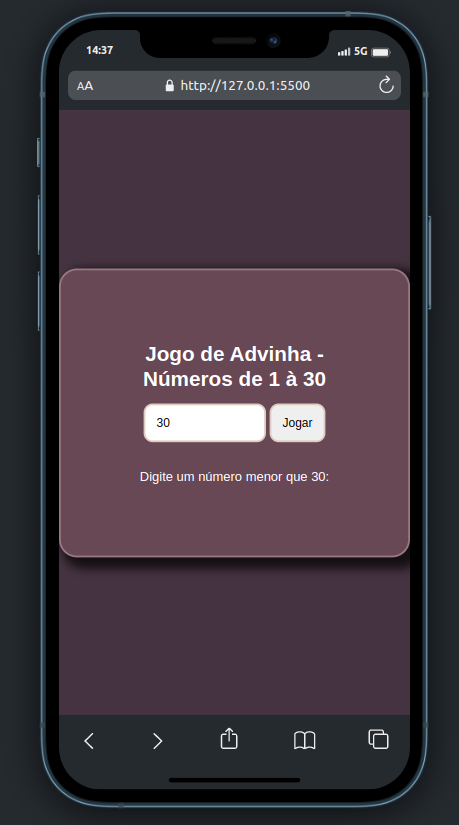 14:37
5G
AA
http://127.0.0.1:5500
Jogo de Advinha -
Números de 1 à 30
30
Jogar
Digite um número menor que 30: